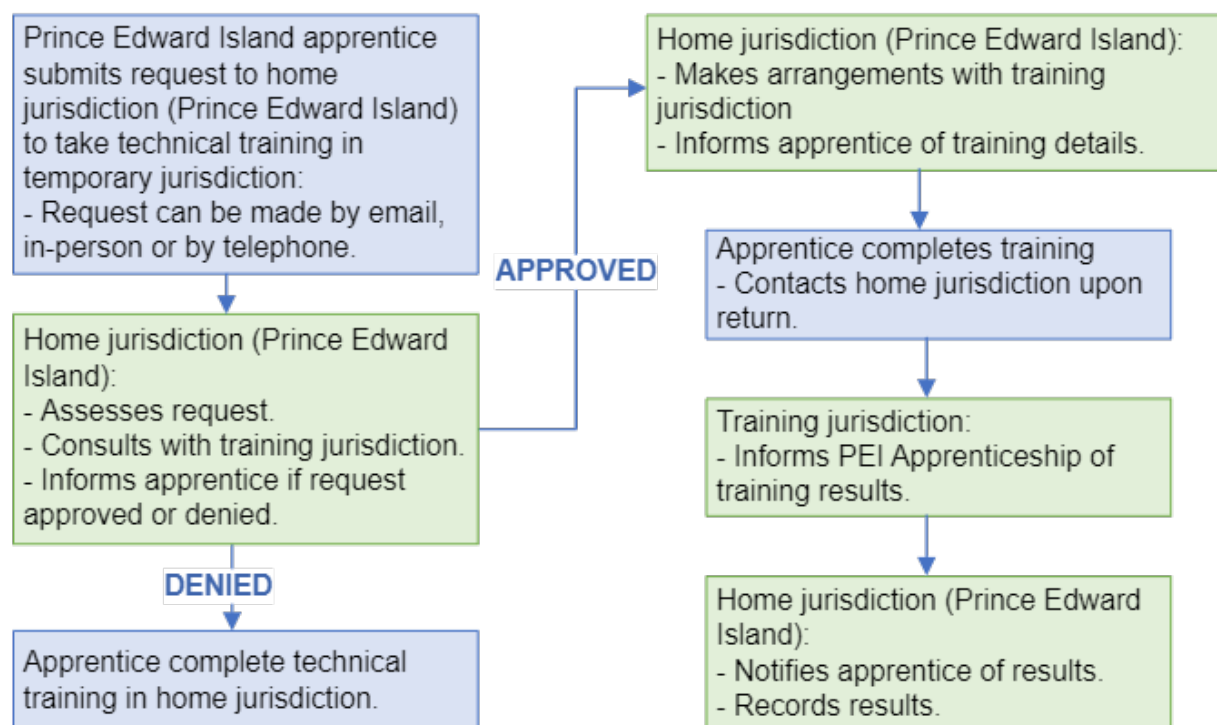 Prince Edward Island apprentice
submits request to home
jurisdiction (Prince Edward Island)
to take technical training in
temporary jurisdiction:
- Request can be made by email,
in-person or by telephone.
Home jurisdiction (Prince Edward
Island):
- Assesses request.
- Consults with training jurisdiction.
- Informs apprentice if request
approved or denied.
DENIED
Apprentice complete technical
training in home jurisdiction.
APPROVED
Home jurisdiction (Prince Edward Island):
- Makes arrangements with training
jurisdiction
- Informs apprentice of training details.
Apprentice completes training
- Contacts home jurisdiction upon
return.
Training jurisdiction:
- Informs PEI Apprenticeship of
training results.
Home jurisdiction (Prince Edward
Island):
- Notifies apprentice of results.
- Records results.